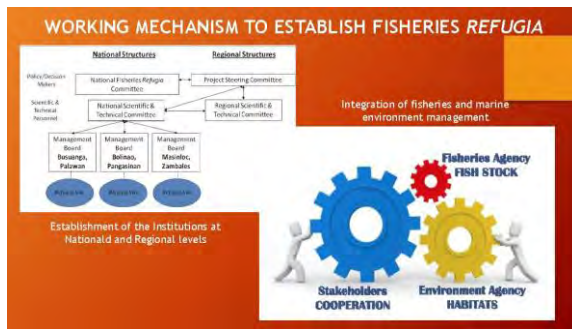 WORKING MECHANISM TO ESTABLISH FISHERIES REFUGIA
National Structures
Regional Structures
Policy/Decision
Makers
National Fisheries Refugia
Committee
Project Steering Committee
Scientific &
Technical
Personnel
National Scientific &
Technical Committee
Regional Scientific &
Technical Committee
Management
Board
Busuanga,
Palawan
Management
Board
Bolinao,
Pangasinan
Management
Board
Masinloc,
Zambales
Establishment of the Institutions at
Nationald and Regional levels
Integration of fisheries and marine
environment management
Fisheries Agency
FISH STOCK
Stakeholders
COOPERATION
Environment Agency
HABITATS